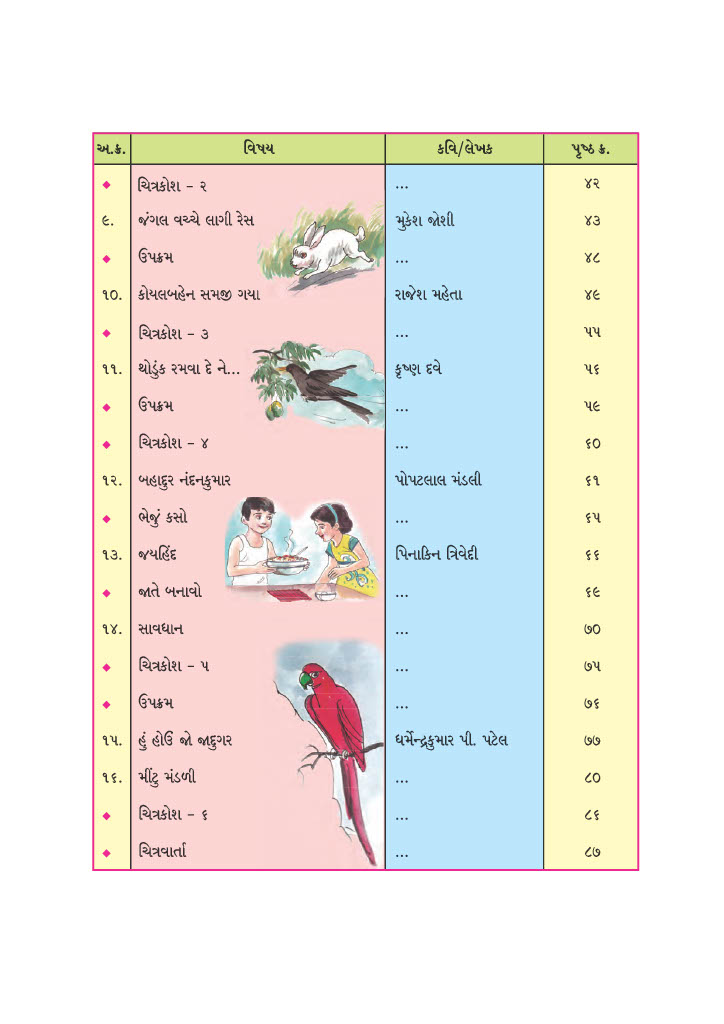 અ.ક્ર. વિષય કવિ/લેખક પૃષ્ઠ ક્ર.
◆ ચિત્રકોશ – ૨ ... ૪૨
૯. જંગલ વચ્ચે લાગી રેસ મુકેશ જોશી ૪૩
◆ ઉપક્રમ ... ૪૮
૧૦. કોયલબહેન સમજી ગયા રાજેશ મહેતા ૪૯
◆ ચિત્રકોશ – ૩ ... ૫૫
૧૧. થોડુંક રમવા દે ને... કૃષ્ણ દવે ૫૬
◆ ઉપક્રમ ... ૫૯
◆ ચિત્રકોશ – ૪ ... ૬૦
૧૨. બહાદુર નંદનકુમાર પોપટલાલ મંડલી ૬૧
◆ ભેજું કસો ... ૬૫
૧૩. જયહિંદ પિનાકિન ત્રિવેદી ૬૬
◆ જાતે બનાવો ... ૬૯
૧૪. સાવધાન ... ૭૦
◆ ચિત્રકોશ – ૫ ... ૭૫
◆ ઉપક્રમ ... ૭૬
૧૫. હું હોઉં જો જાદુગર ધર્મેન્દ્રકુમાર પી. પટેલ ૭૭
૧૬. મીંટુ મંડળી ... ૮૦
◆ ચિત્રકોશ – ૬ ... ૮૬
◆ ચિત્રવાર્તા ... ૮૭